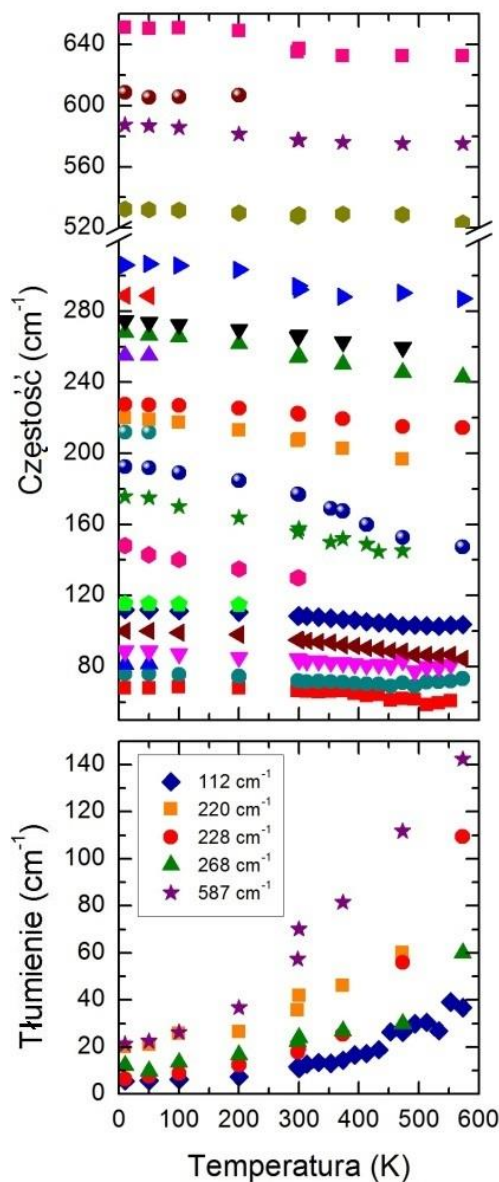 640
600
560
520
280
240
200
160
120
80
Częstość (cm-1)
140
120
100
80
60
40
20
0
Tłumienie (cm-1)
112 cm-1
220 cm-1
228 cm-1
268 cm-1
587 cm-1
0 100 200 300 400 500 600
Temperatura (K)